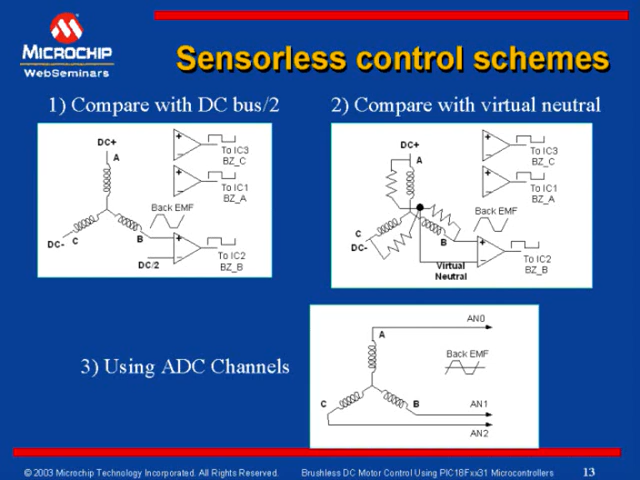 MICROCHIP
WebSeminars
Sensorless control schemes
1) Compare with DC bus/2
DC+
A
To IC3
BZ_C
To IC1
BZ_A
Back EMF
DC- C
B
To IC2
BZ_B
DC/2
2) Compare with virtual neutral
DC+
A
To IC3
BZ_C
To IC1
BZ_A
Back EMF
C
DC-
B
To IC2
BZ_B
Virtual
Neutral
3) Using ADC Channels
AN0
A
Back EMF
C
B
AN1
AN2
© 2003 Microchip Technology Incorporated. All Rights Reserved. Brushless DC Motor Control Using PIC18Fxx31 Microcontrollers 13